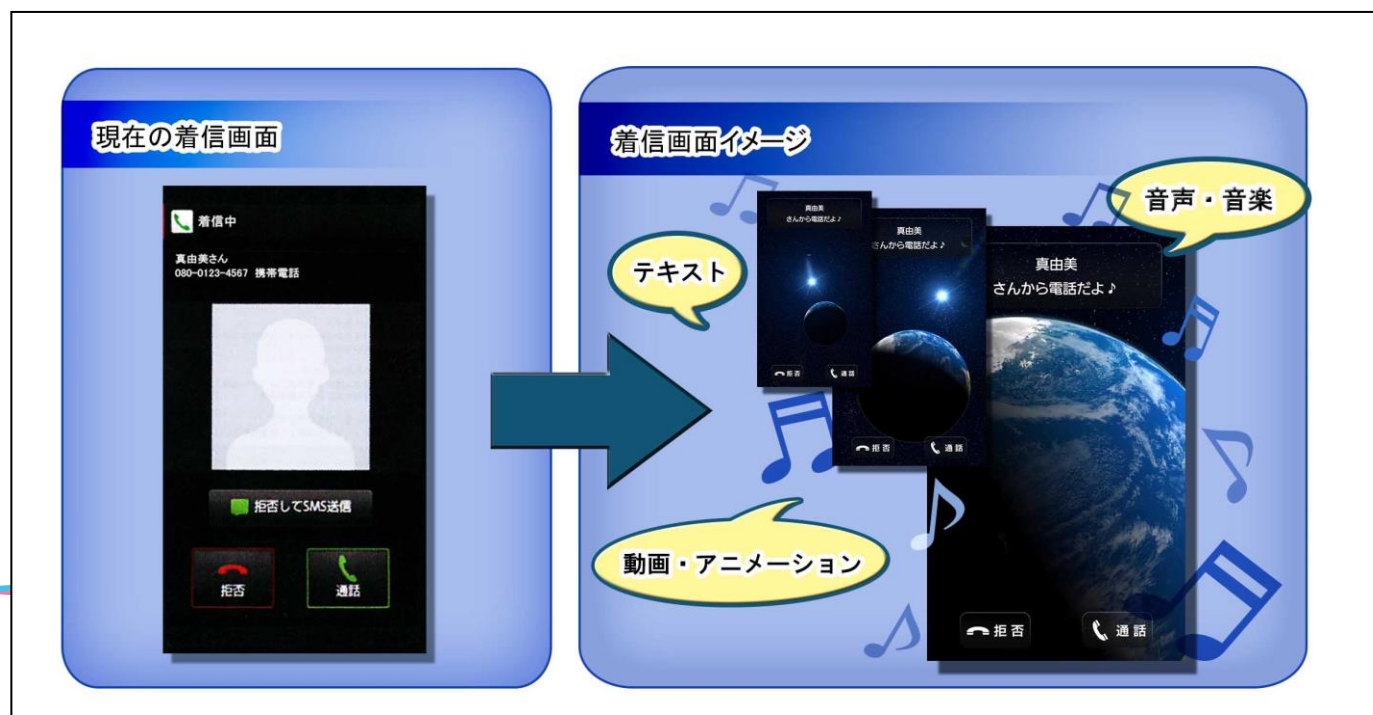 現在の着信画面
着信中
真由美さん
080-0123-4567 携帯電話
拒否してSMS送信
拒否
通話
着信画面イメージ
音声・音楽
テキスト
動画・アニメーション
真由美
さんから電話だよ♪
拒否
通話
真由美
さんから電話だよ♪
拒否
通話
真由美
さんから電話だよ♪
拒否
通話